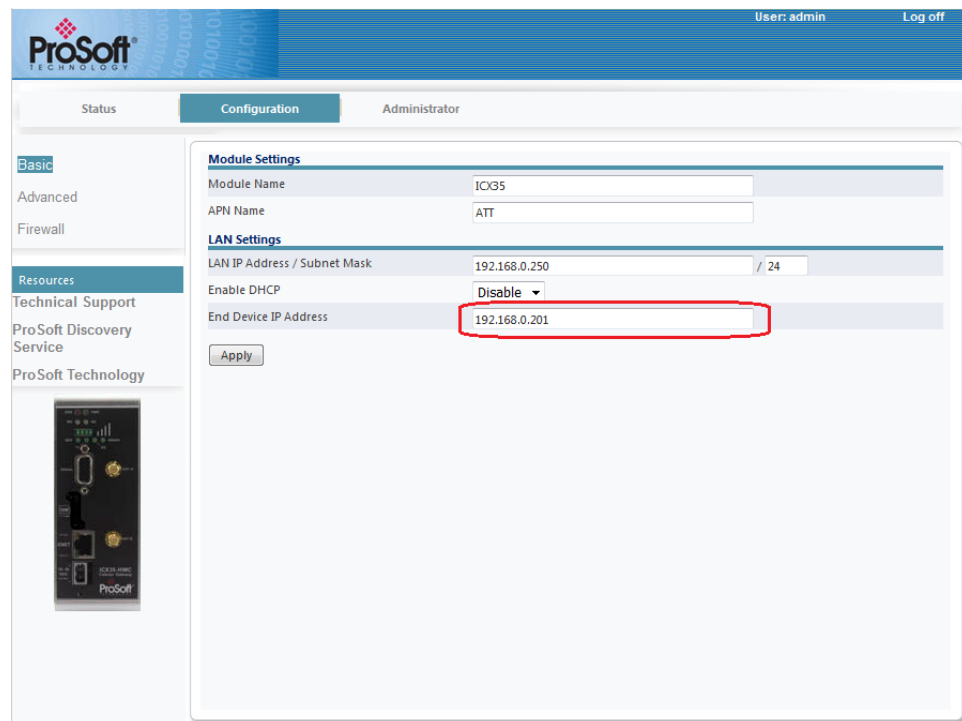 User: admin Log off
ProSoft®
TECHNOLOGY
Status Configuration Administrator
Basic
Advanced
Firewall
Resources
Technical Support
ProSoft Discovery
Service
ProSoft Technology
ProSoft
Module Settings
Module Name ICX35
APN Name ATT
LAN Settings
LAN IP Address / Subnet Mask 192.168.0.250 / 24
Enable DHCP Disable
End Device IP Address 192.168.0.201
Apply